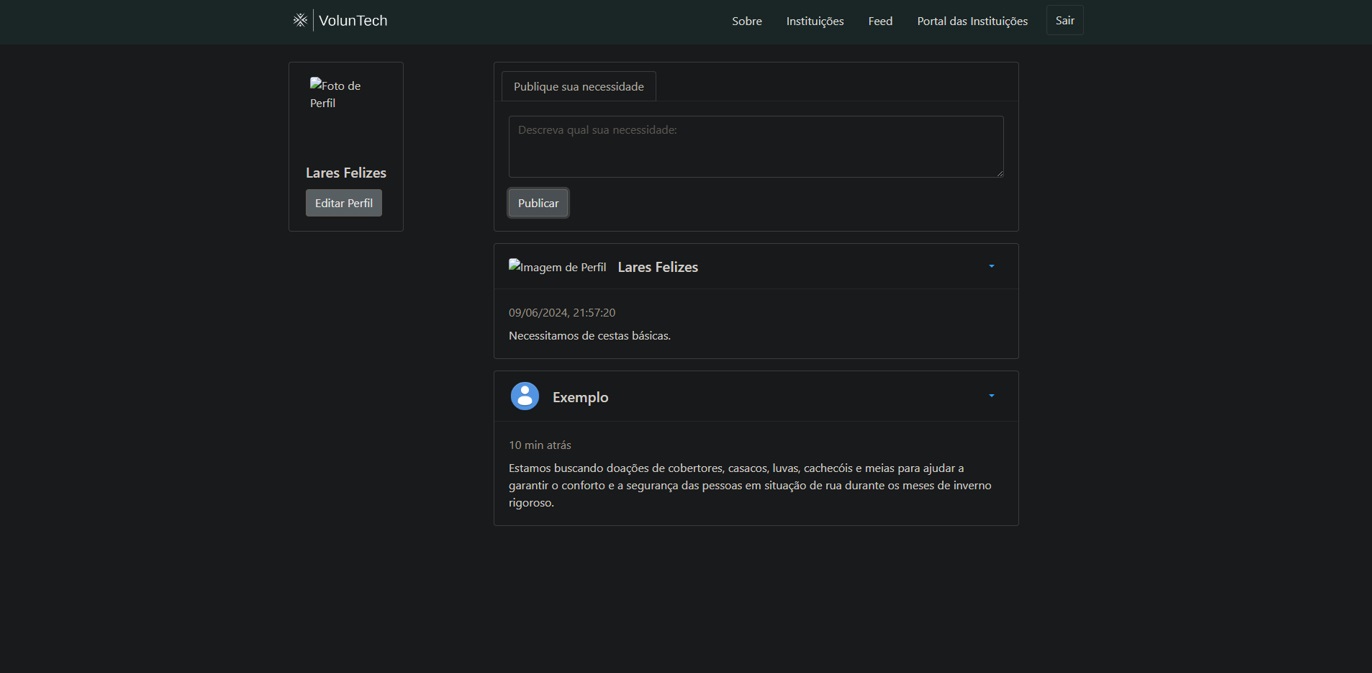 VolunTech
Sobre
Instituições
Feed
Portal das Instituições
Sair
Foto de
Perfil
Lares Felizes
Editar Perfil
Publique sua necessidade
Descreva qual sua necessidade:
Publicar
Imagem de Perfil
Lares Felizes
09/06/2024, 21:57:20
Necessitamos de cestas básicas.
Exemplo
10 min atrás
Estamos buscando doações de cobertores, casacos, luvas, cachecóis e meias para ajudar a
garantir o conforto e a segurança das pessoas em situação de rua durante os meses de inverno
rigoroso.